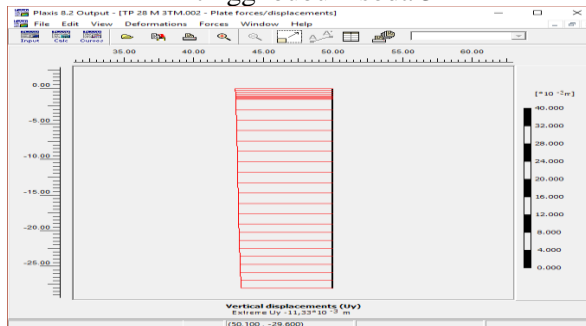 Plaxis 8.2 Output - [TP 28 M 3TM.002 - Plate forces/displacements]
File Edit View Deformations Forces Window Help
Input Calc Curves
35.00 40.00 45.00 50.00 55.00 60.00
0.00
-5.00
-10.00
-15.00
-20.00
-25.00
[*10 -3m]
40.000
32.000
28.000
24.000
20.000
16.000
12.000
8.000
4.000
0.000
Vertical displacements (Uy)
Extreme Uy -11,33*10 -3 m
(50.100 , -29.600)